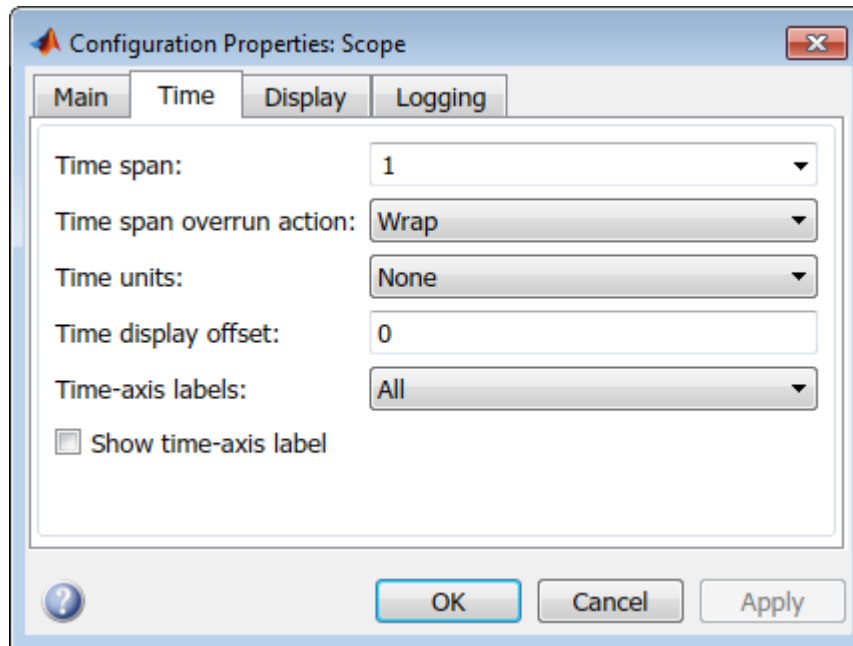 Configuration Properties: Scope
Main Time Display Logging
Time span: 1
Time span overrun action: Wrap
Time units: None
Time display offset: 0
Time-axis labels: All
Show time-axis label
? OK Cancel Apply